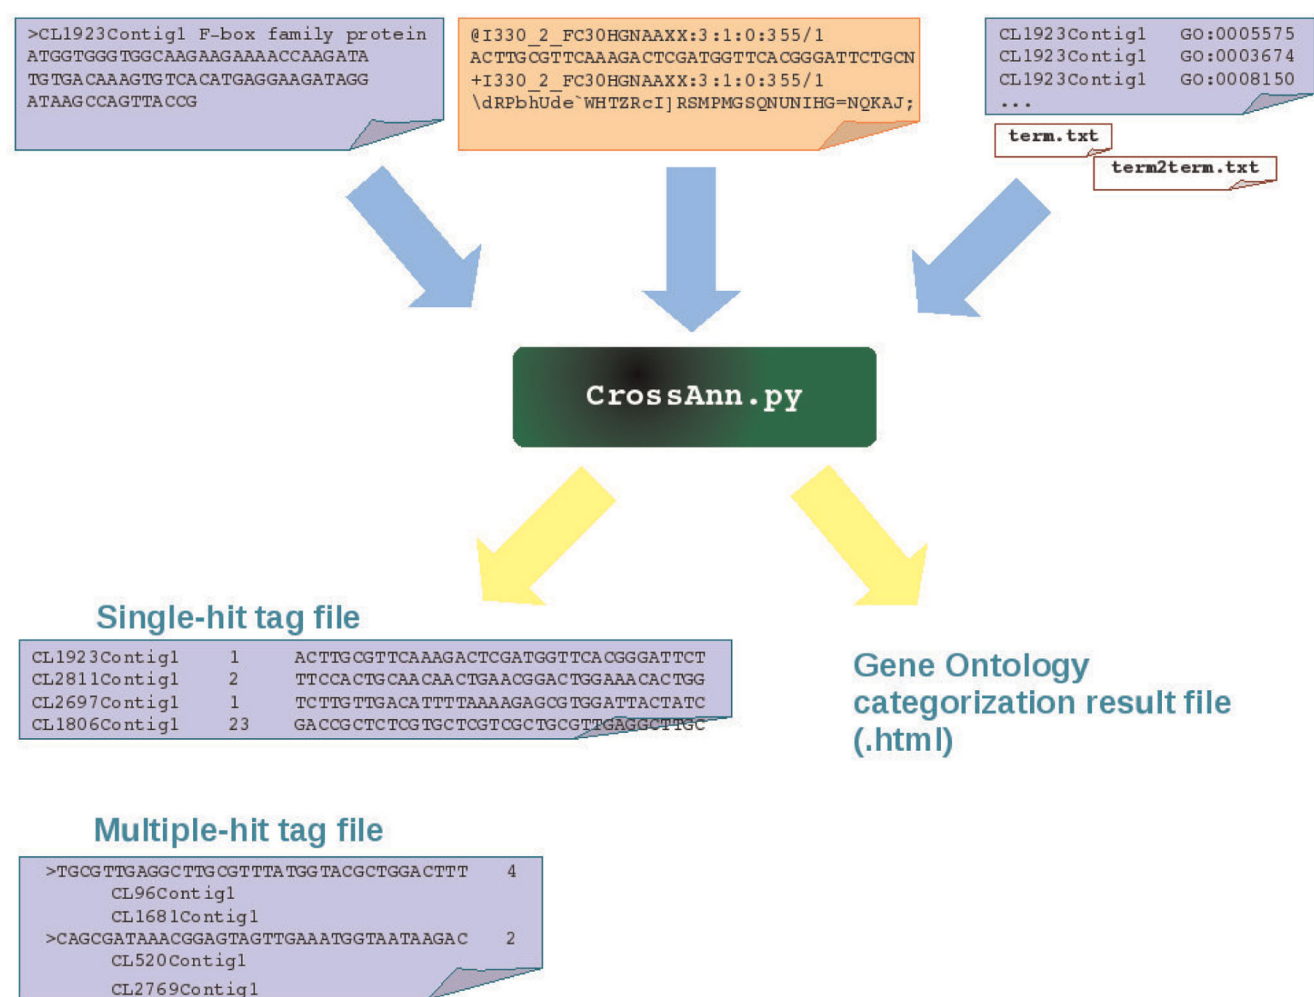 >CL1923Contig1 F-box family protein
ATGGTGGGTGGCAAGAAGAAAACCAAGATA
TGTGACAAAGTGTCACATGAGGAAGATAGG
ATAAGCCAGTTACCG
@I330_2_FC30HGNAAXX:3:1:0:355/1
ACTTGCGTTCAAAGACTCGATGGTTCACGGGATTCTGCN
+I330_2_FC30HGNAAXX:3:1:0:355/1
\dRPbhUde`WHTZRcI]RSMPMGSQNUNIHG=NQKAJ;
CL1923Contig1 GO:0005575
CL1923Contig1 GO:0003674
CL1923Contig1 GO:0008150
...
term.txt
term2term.txt
CrossAnn.py
Single-hit tag file
CL1923Contig1 1 ACTTGCGTTCAAAGACTCGATGGTTCACGGGATTCT
CL2811Contig1 2 TTCCACTGCAACAACTGAACGGACTGGAAACACTGG
CL2697Contig1 1 TCTTGTTGACATTTTAAAAGAGCGTGGATTACTATC
CL1806Contig1 23 GACCGCTCTCGTGCTCGTCGCTGCGTTGAGGCTTGC
Gene Ontology
categorization result file
(.html)
Multiple-hit tag file
>TGCGTTGAGGCTTGCGTTTATGGTACGCTGGACTTT 4
CL96Contig1
CL1681Contig1
>CAGCGATAAACGGAGTAGTTGAAATGGTAATAAGAC 2
CL520Contig1
CL2769Contig1